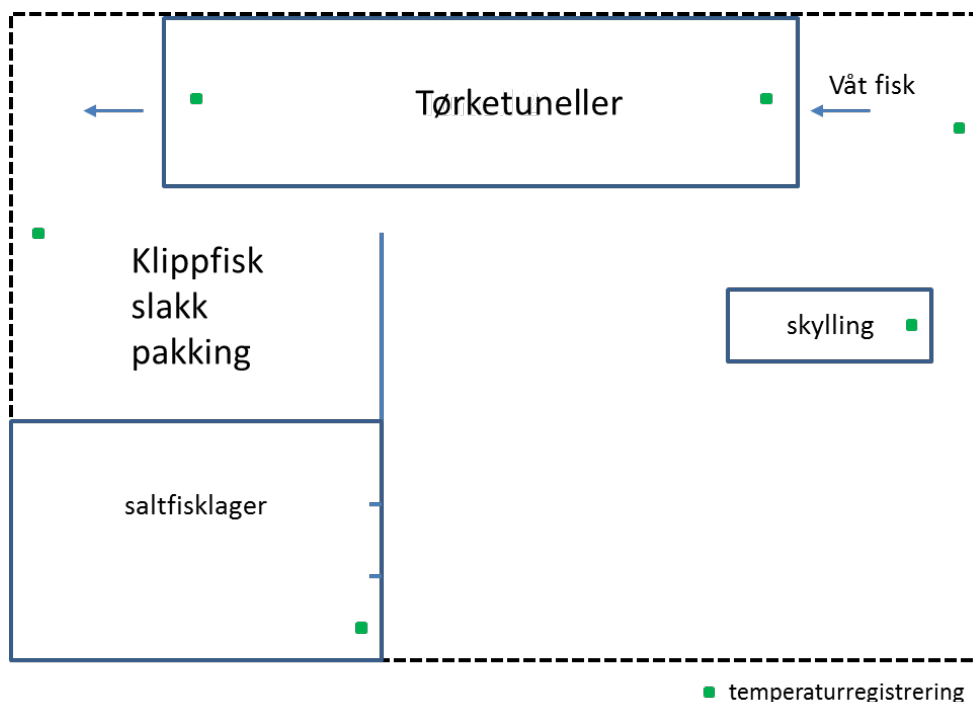 Tørketuneller
Våt fisk
Klippfisk
slakk
pakking
skylling
saltfisklager
temperaturregistrering